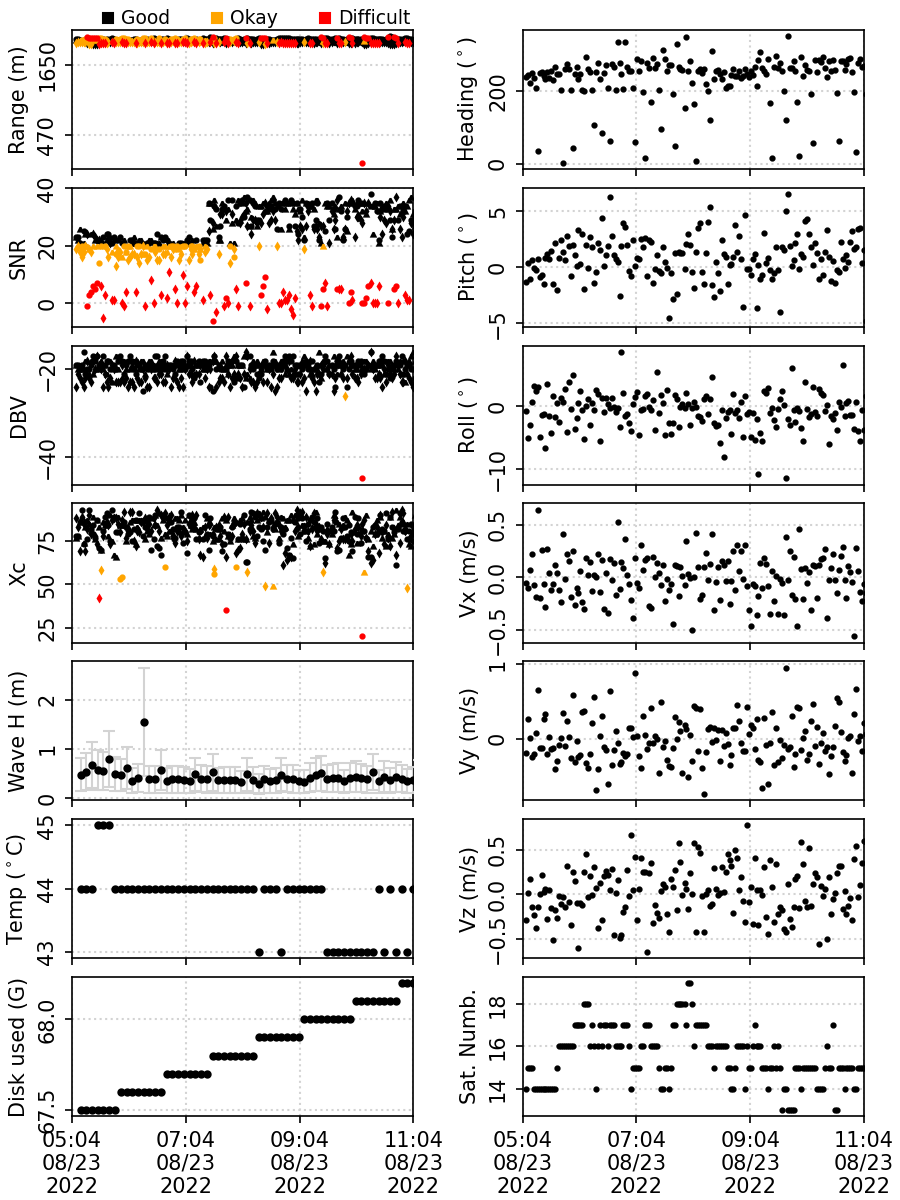 Good Okay Difficult
Range (m)
1650
470
Heading (°)
200
0
SNR
40
20
0
Pitch (°)
5
0
−5
DBV
−20
−40
Roll (°)
0
−10
Xc
75
50
25
Vx (m/s)
0.5
0.0
−0.5
Wave H (m)
2
1
0
Vy (m/s)
1
0
Temp (°C)
45
44
43
Vz (m/s)
0.5
0.0
−0.5
Disk used (G)
68.0
67.5
Sat. Numb.
18
16
14
05:04 07:04 09:04 11:04 05:04 07:04 09:04 11:04
08/23 08/23 08/23 08/23 08/23 08/23 08/23 08/23
2022 2022 2022 2022 2022 2022 2022 2022